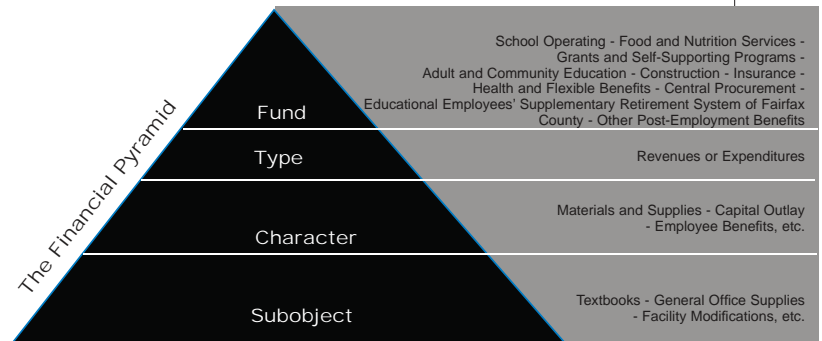 The Financial Pyramid
School Operating - Food and Nutrition Services -
Grants and Self-Supporting Programs -
Adult and Community Education - Construction - Insurance -
Health and Flexible Benefits - Central Procurement -
Educational Employees' Supplementary Retirement System of Fairfax
County - Other Post-Employment Benefits
Fund
Type
Revenues or Expenditures
Character
Materials and Supplies - Capital Outlay
- Employee Benefits, etc.
Subobject
Textbooks - General Office Supplies
- Facility Modifications, etc.